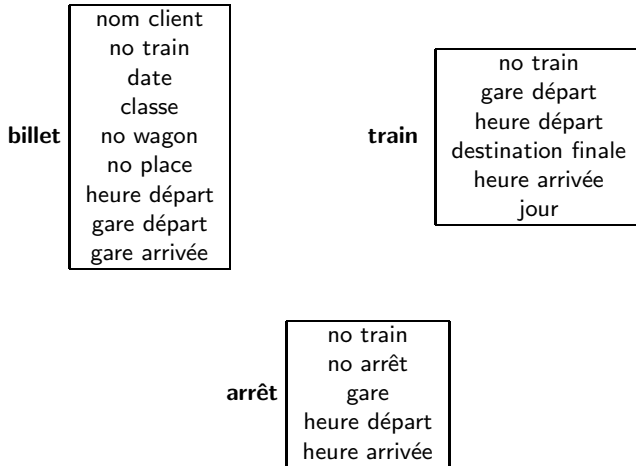 billet
nom client
no train
date
classe
no wagon
no place
heure départ
gare départ
gare arrivée
train
no train
gare départ
heure départ
destination finale
heure arrivée
jour
arrêt
no train
no arrêt
gare
heure départ
heure arrivée